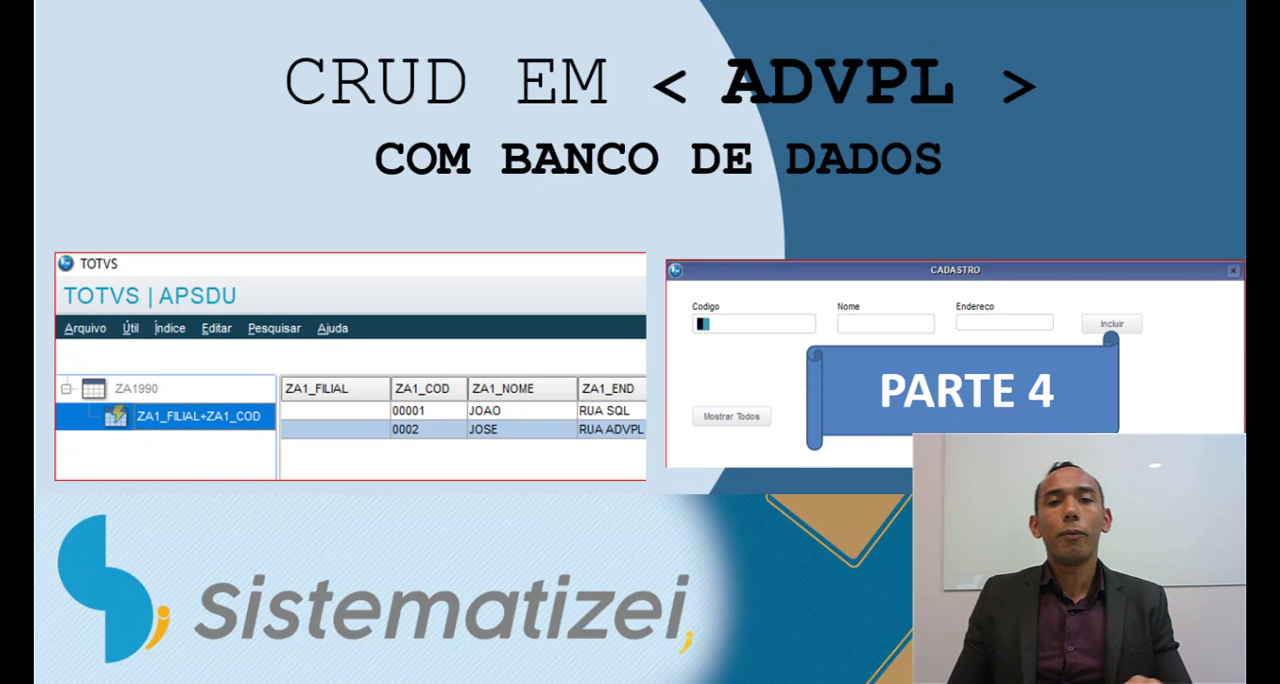 CRUD EM < ADVPL >
COM BANCO DE DADOS
TOTVS
TOTVS | APSDU
Arquivo Útil Índice Editar Pesquisar Ajuda
ZA1990
ZA1_FILIAL+ZA1_COD
ZA1_FILIAL ZA1_COD ZA1_NOME ZA1_END
00001 JOAO RUA SQL
0002 JOSE RUA ADVPL
CADASTRO
Codigo Nome Endereco
Incluir
PARTE 4
Mostrar Todos
Sistematizei